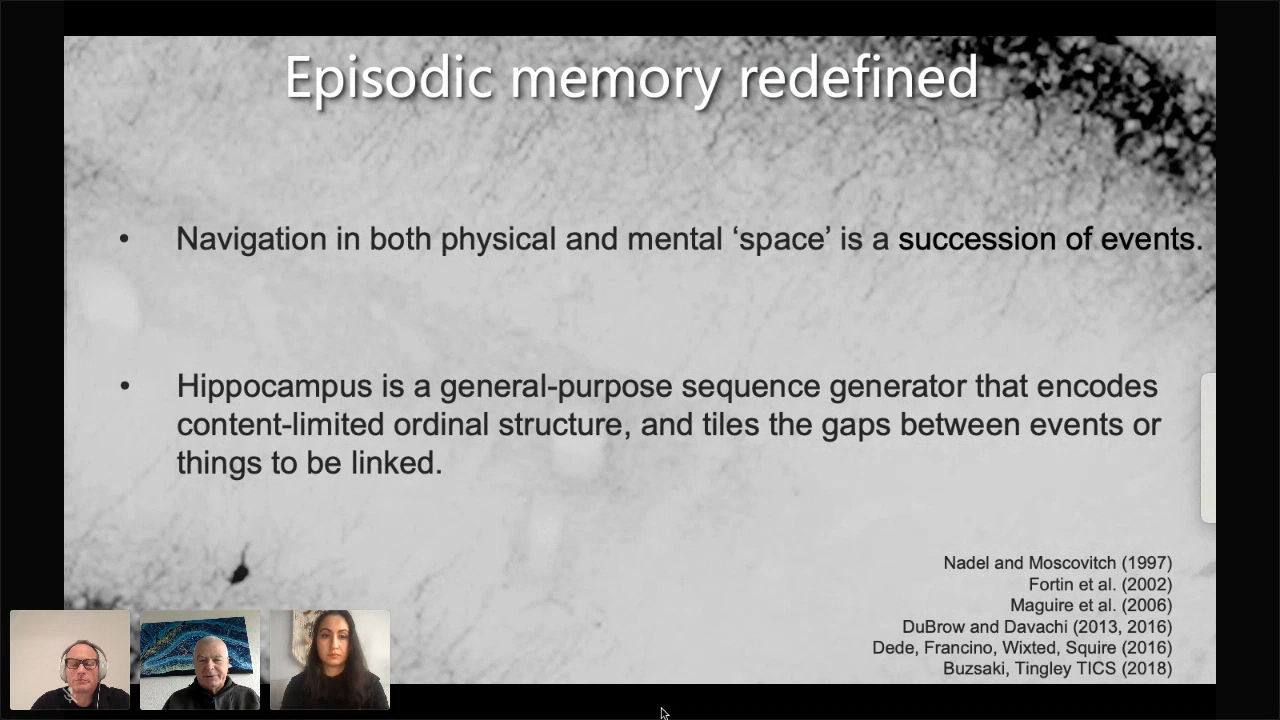 Episodic memory redefined
• Navigation in both physical and mental ‘space’ is a succession of events.
• Hippocampus is a general-purpose sequence generator that encodes
content-limited ordinal structure, and tiles the gaps between events or
things to be linked.
Nadel and Moscovitch (1997)
Fortin et al. (2002)
Maguire et al. (2006)
DuBrow and Davachi (2013, 2016)
Dede, Francino, Wixted, Squire (2016)
Buzsaki, Tingley TICS (2018)